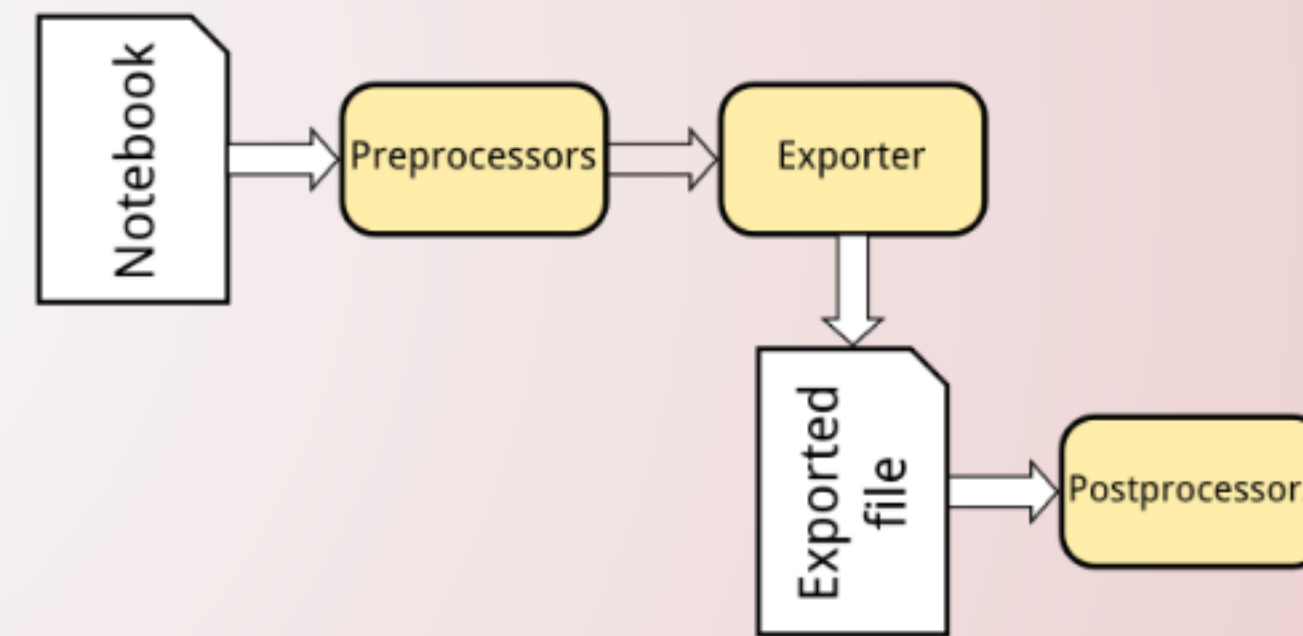 Notebook
Preprocessors
Exporter
Exported
file
Postprocessor